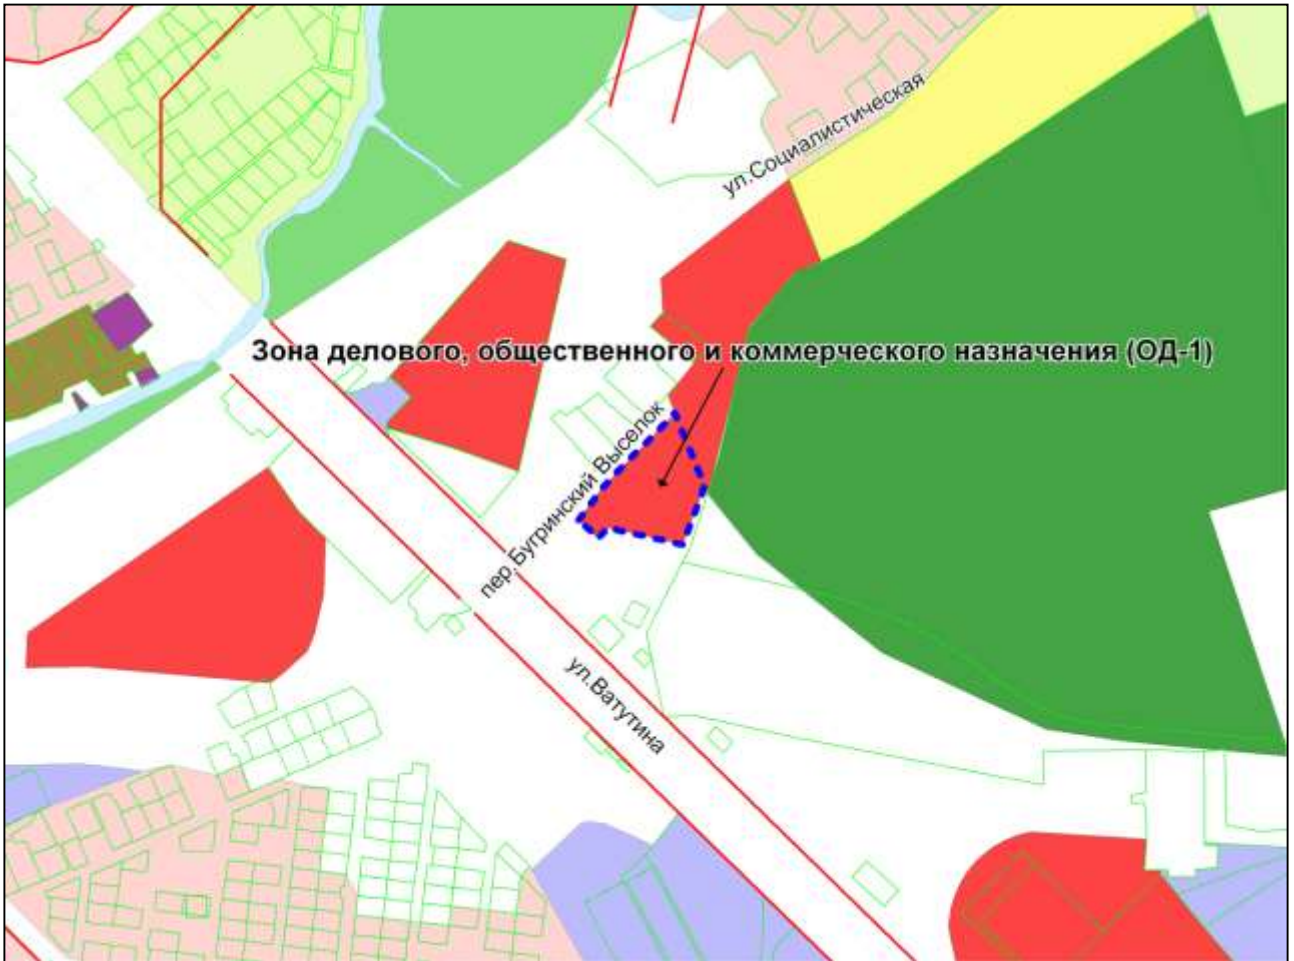 ул.Социалистическая
Зона делового, общественного и коммерческого назначения (ОД-1)
пер.Бугринский Выселок
ул.Ватутина